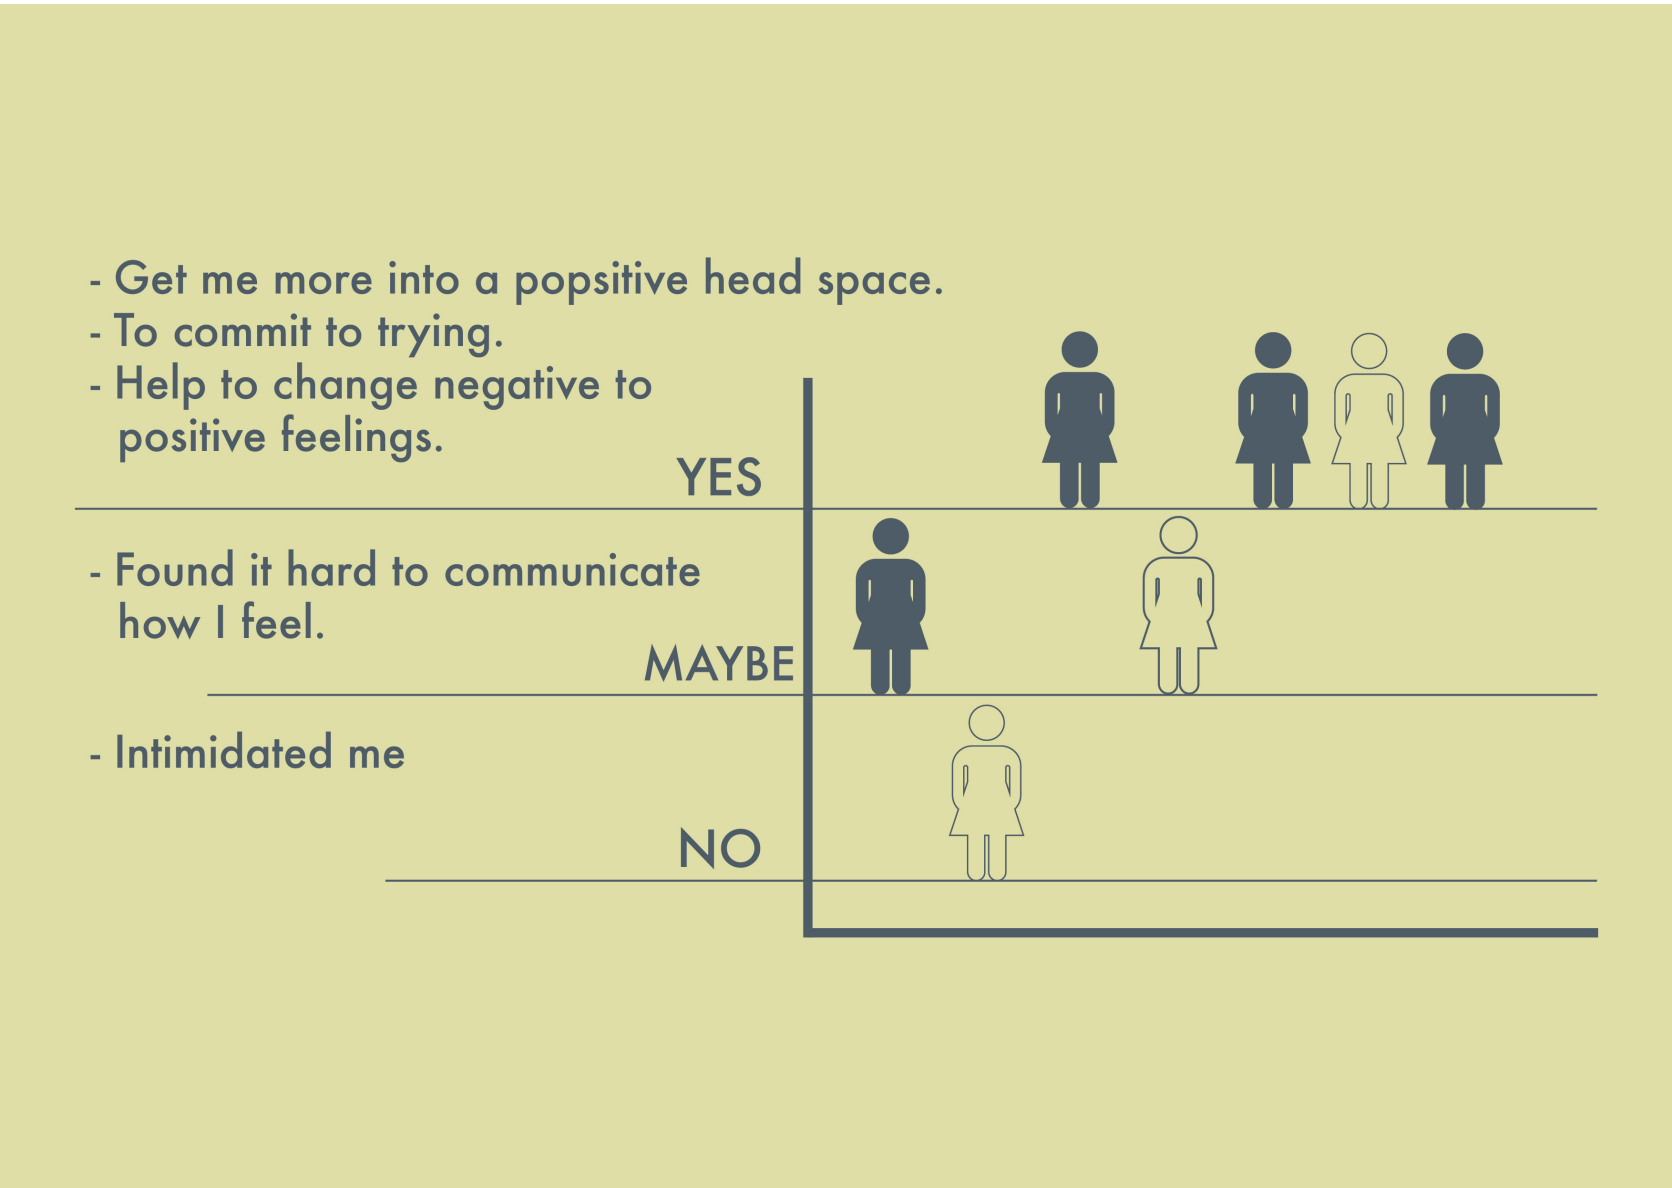 - Get me more into a popsitive head space.
- To commit to trying.
- Help to change negative to
positive feelings.
YES
- Found it hard to communicate
how I feel.
MAYBE
- Intimidated me
NO